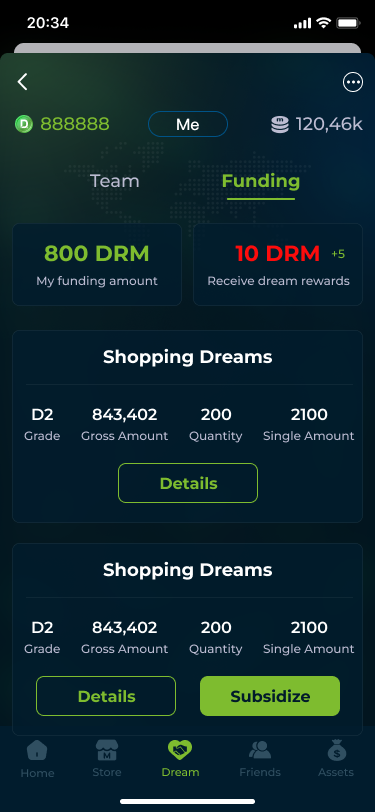 20:34
D 888888 Me 120,46k
Team Funding
800 DRM 10 DRM +5
My funding amount Receive dream rewards
Shopping Dreams
D2 843,402 200 2100
Grade Gross Amount Quantity Single Amount
Details
Shopping Dreams
D2 843,402 200 2100
Grade Gross Amount Quantity Single Amount
Details Subsidize
M $
Home Store Dream Friends Assets